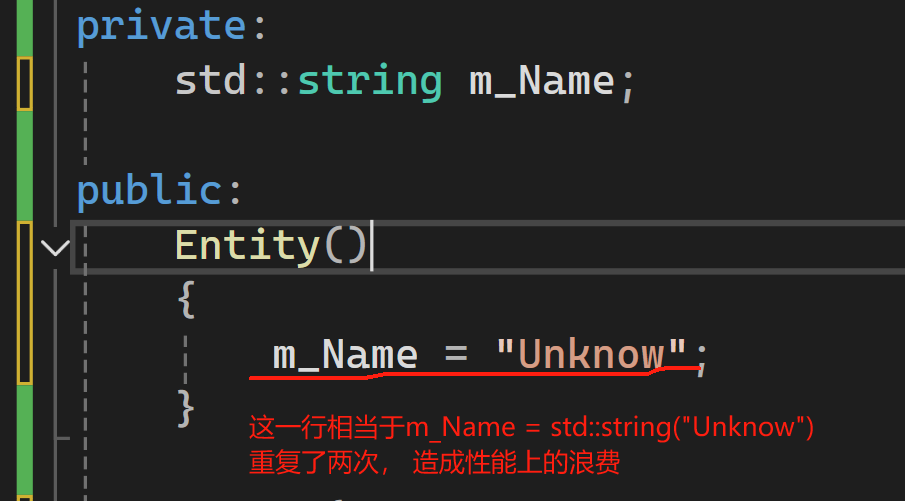 private:
std::string m_Name;
public:
Entity()
{
m_Name = "Unknow";
}
这一行相当于m_Name = std::string("Unknow")
重复了两次， 造成性能上的浪费